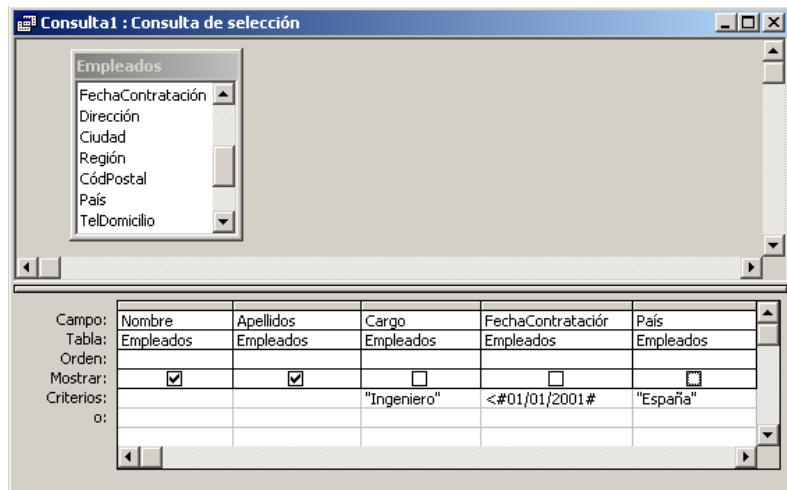 Consulta1 : Consulta de selección
Empleados
FechaContratación
Dirección
Ciudad
Región
CódPostal
País
TelDomicilio
Campo: Nombre Apellidos Cargo FechaContrataciór País
Tabla: Empleados Empleados Empleados Empleados Empleados
Orden:
Mostrar:
Criterios: "Ingeniero" <#01/01/2001# "España"
o: